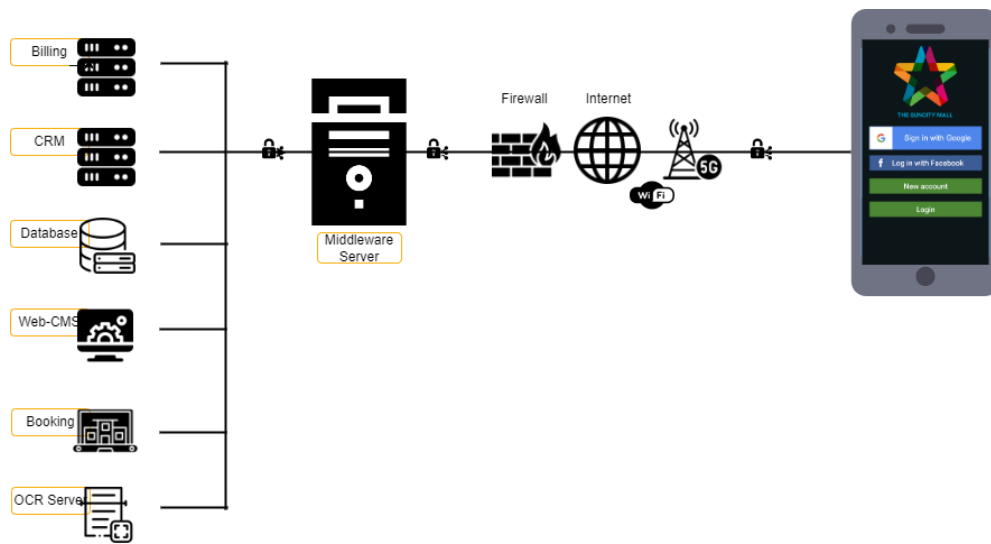 Billing
CRM
Database
Web-CMS
Booking
OCR Server
Middleware
Server
Firewall
Internet
5G
Wi Fi
THE SUNCITY MALL
G Sign in with Google
f Log in with Facebook
New account
Login